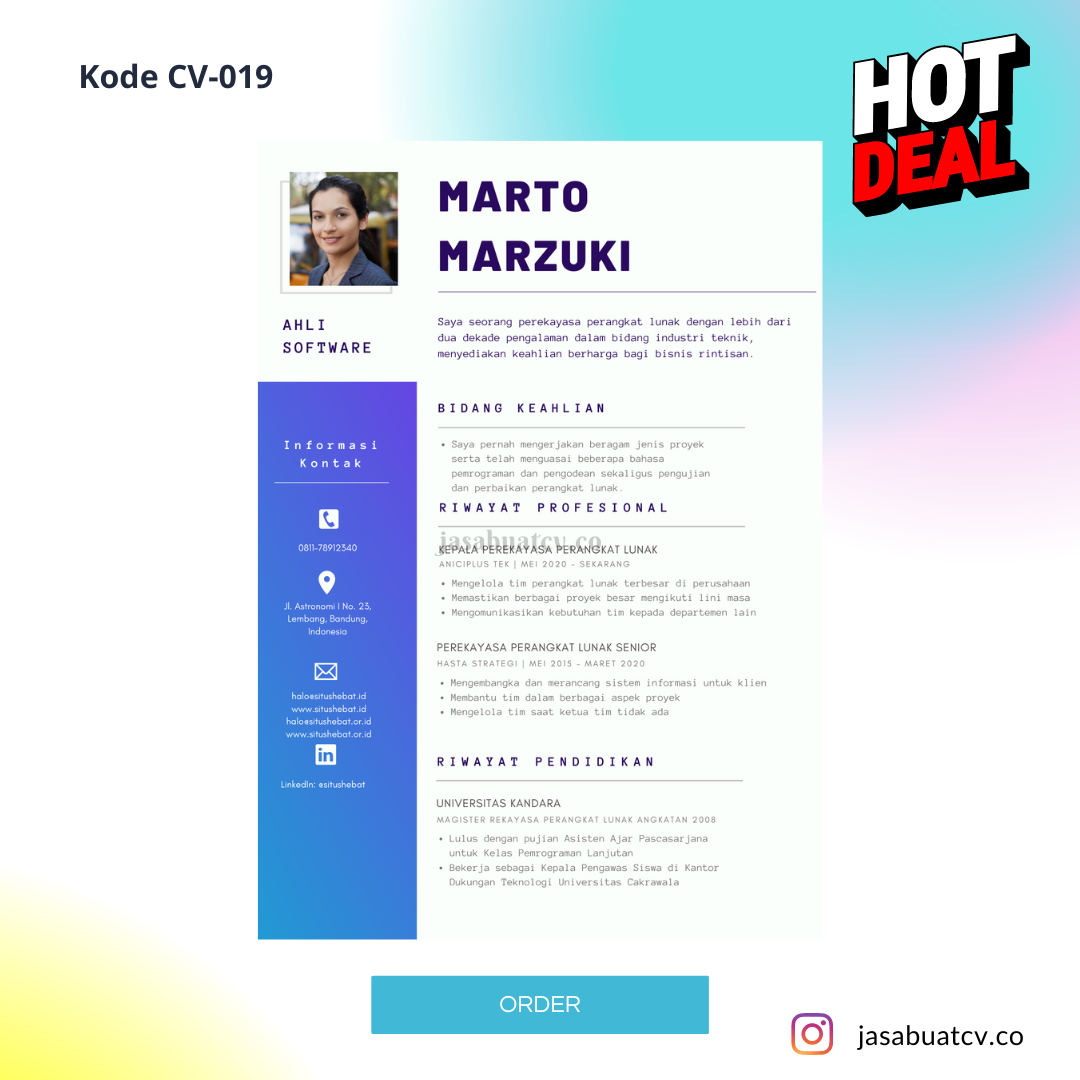 Kode CV-019
HOT
DEAL
MARTO
MARZUKI
AHLI
SOFTWARE
Saya seorang perekayasa perangkat lunak dengan lebih dari
dua dekade pengalaman dalam bidang industri teknik,
menyediakan keahlian berharga bagi bisnis rintisan.
Informasi
Kontak
0811-78912340
Jl. Astronomi I No. 23,
Lembang, Bandung,
Indonesia
halo@situshebat.id
www.situshebat.id
halo@situshebat.or.id
www.situshebat.or.id
in
LinkedIn: @situshebat
BIDANG KEAHLIAN
• Saya pernah mengerjakan beragam jenis proyek
serta telah menguasai beberapa bahasa
pemrograman dan pengodean sekaligus pengujian
dan perbaikan perangkat lunak.
RIWAYAT PROFESIONAL
jasabuatcv.co
KEPALA PEREKAYASA PERANGKAT LUNAK
ANICIPLUS TEK | MEI 2020 - SEKARANG
• Mengelola tim perangkat lunak terbesar di perusahaan
• Memastikan berbagai proyek besar mengikuti lini masa
• Mengomunikasikan kebutuhan tim kepada departemen lain
PEREKAYASA PERANGKAT LUNAK SENIOR
HASTA STRATEGI | MEI 2015 - MARET 2020
• Mengembangka dan merancang sistem informasi untuk klien
• Membantu tim dalam berbagai aspek proyek
• Mengelola tim saat ketua tim tidak ada
RIWAYAT PENDIDIKAN
UNIVERSITAS KANDARA
MAGISTER REKAYASA PERANGKAT LUNAK ANGKATAN 2008
• Lulus dengan pujian Asisten Ajar Pascasarjana
untuk Kelas Pemrograman Lanjutan
• Bekerja sebagai Kepala Pengawas Siswa di Kantor
Dukungan Teknologi Universitas Cakrawala
ORDER
jasabuatcv.co